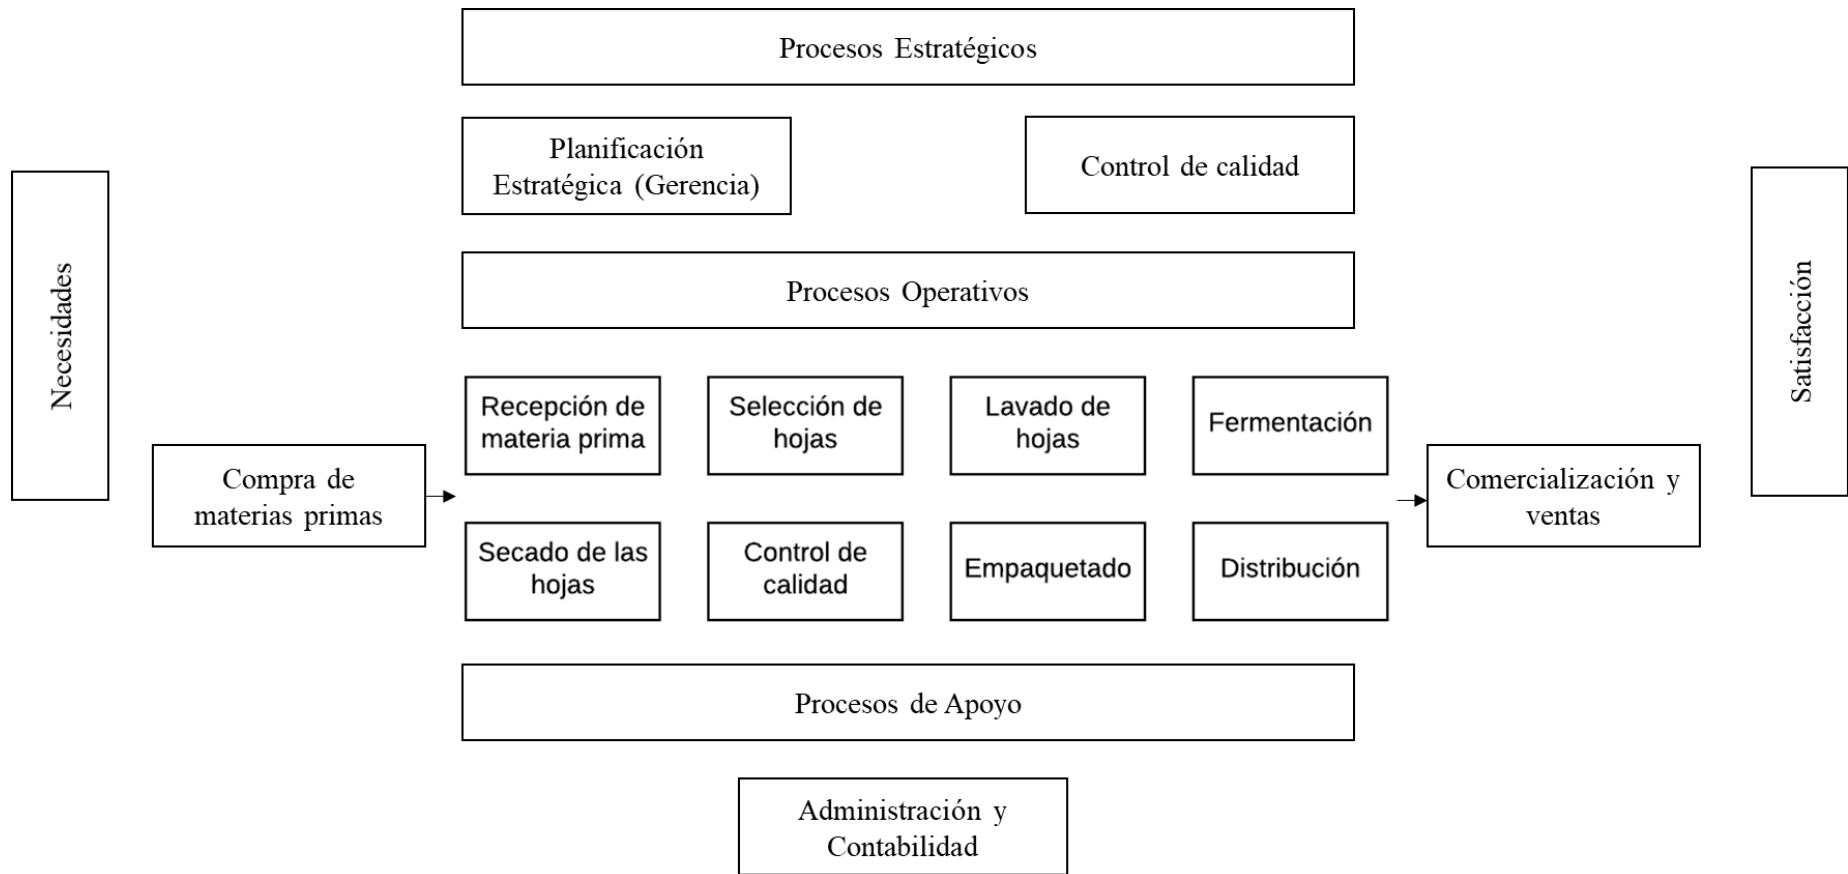 Procesos Estratégicos
Planificación
Estratégica (Gerencia)
Control de calidad
Necesidades
Satisfacción
Procesos Operativos
Recepción de
materia prima
Selección de
hojas
Lavado de
hojas
Fermentación
Compra de
materias primas
Comercialización y
ventas
Secado de las
hojas
Control de
calidad
Empaquetado
Distribución
Procesos de Apoyo
Administración y
Contabilidad